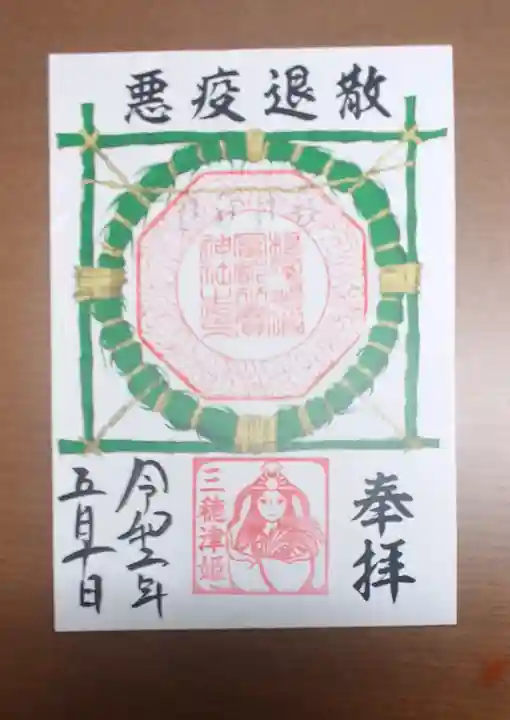 悪疫退散
奉拝
三穂津姫
令和二年
五月十日